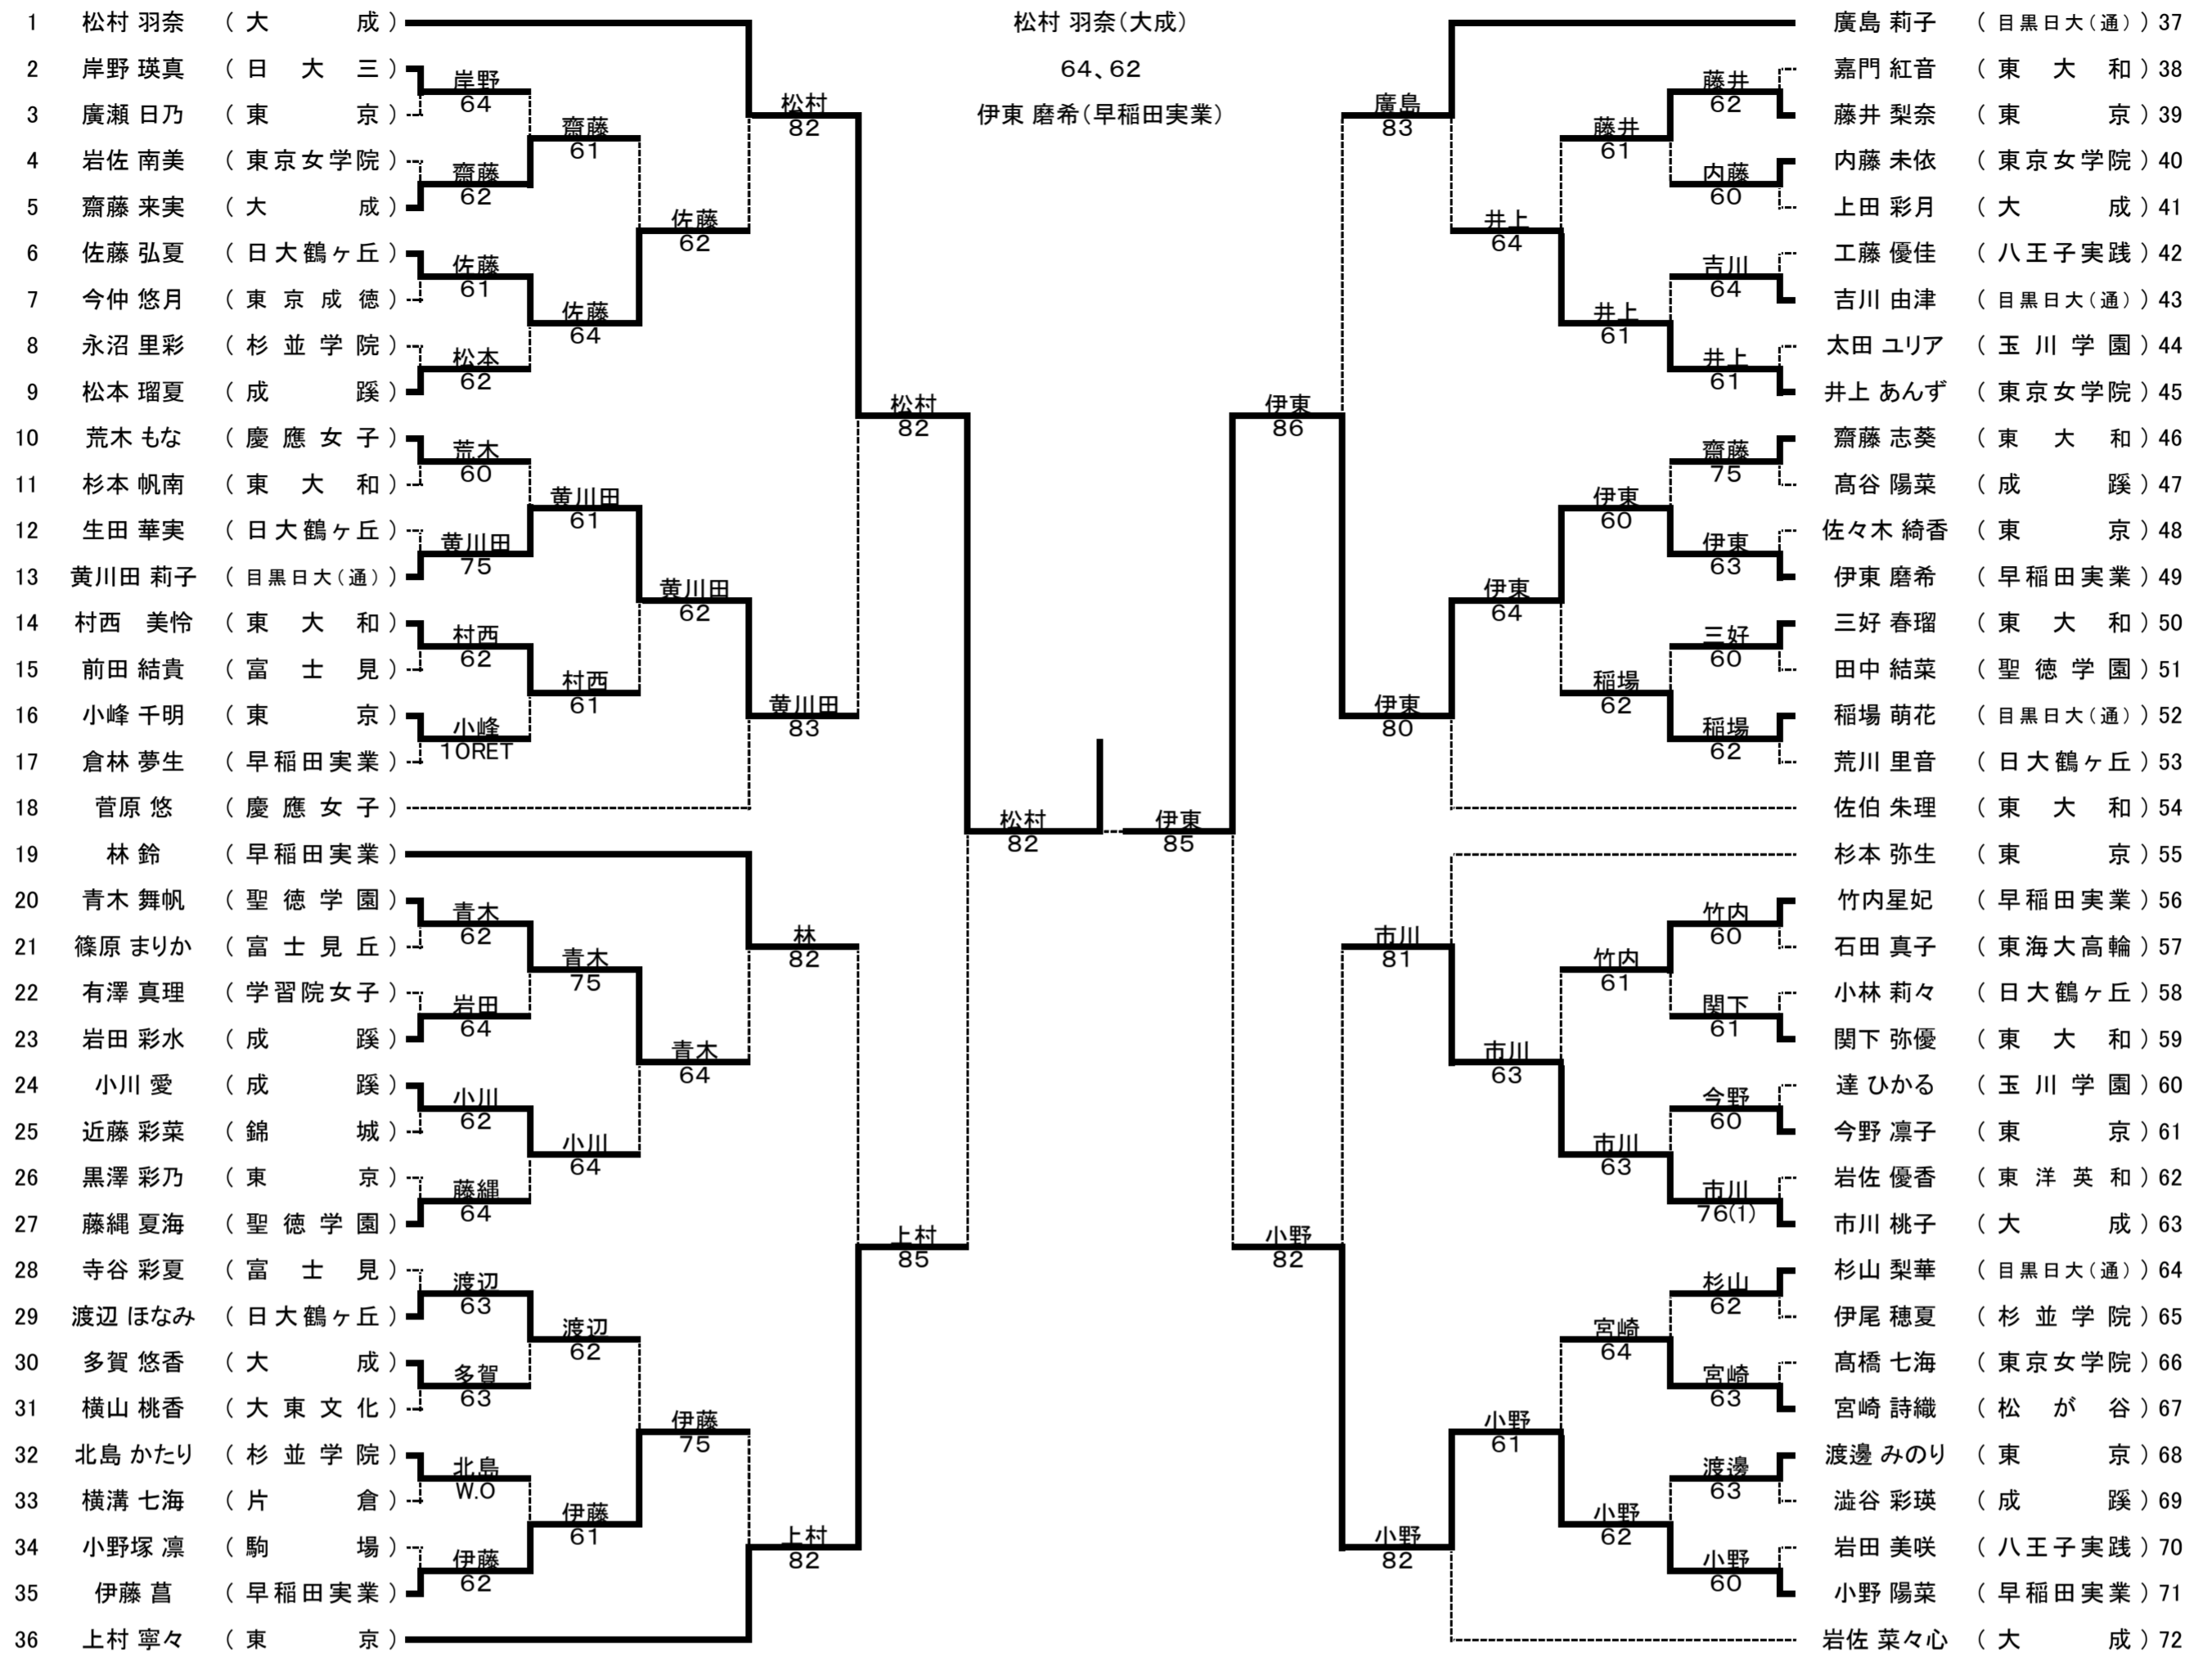 松村 羽奈(大成)
64、62
伊東 磨希(早稲田実業)
1 松村 羽奈 ( 大 成 )
2 岸野 瑛真 ( 日 大 三 )
3 廣瀬 日乃 ( 東 京 )
4 岩佐 南美 ( 東京女学院 )
5 齋藤 来実 ( 大 成 )
6 佐藤 弘夏 ( 日大鶴ヶ丘 )
7 今仲 悠月 ( 東 京 成 徳 )
8 永沼 里彩 ( 杉 並 学 院 )
9 松本 瑠夏 ( 成 蹊 )
10 荒木 もな ( 慶 應 女 子 )
11 杉本 帆南 ( 東 大 和 )
12 生田 華実 ( 日大鶴ヶ丘 )
13 黄川田 莉子 ( 目黒日大(通) )
14 村西 美怜 ( 東 大 和 )
15 前田 結貴 ( 富 士 見 )
16 小峰 千明 ( 東 京 )
17 倉林 夢生 ( 早稲田実業 )
18 菅原 悠 ( 慶 應 女 子 )
19 林 鈴 ( 早稲田実業 )
20 青木 舞帆 ( 聖 徳 学 園 )
21 篠原 まりか ( 富 士 見 丘 )
22 有澤 真理 ( 学習院女子 )
23 岩田 彩水 ( 成 蹊 )
24 小川 愛 ( 成 蹊 )
25 近藤 彩菜 ( 錦 城 )
26 黒澤 彩乃 ( 東 京 )
27 藤縄 夏海 ( 聖 徳 学 園 )
28 寺谷 彩夏 ( 富 士 見 )
29 渡辺 ほなみ ( 日大鶴ヶ丘 )
30 多賀 悠香 ( 大 成 )
31 横山 桃香 ( 大 東 文 化 )
32 北島 かたり ( 杉 並 学 院 )
33 横溝 七海 ( 片 倉 )
34 小野塚 凛 ( 駒 場 )
35 伊藤 菖 ( 早稲田実業 )
36 上村 寧々 ( 東 京 )
岸野
64
齋藤
62
佐藤
61
松本
62
荒木
60
黄川田
75
村西
62
小峰
10RET
青木
62
岩田
64
小川
62
藤縄
64
渡辺
63
多賀
63
北島
W.O
伊藤
62
齋藤
61
佐藤
64
黄川田
61
村西
61
青木
75
小川
64
渡辺
62
伊藤
61
佐藤
62
黄川田
62
青木
64
伊藤
75
松村
82
黄川田
83
林
82
上村
82
松村
82
上村
85
松村
82
伊東
85
伊東
86
小野
82
廣島
83
伊東
80
市川
81
小野
82
井上
64
伊東
64
市川
63
小野
61
藤井
61
井上
61
伊東
60
稲場
62
竹内
61
市川
63
宮崎
64
小野
62
藤井
62
内藤
60
吉川
64
井上
61
齋藤
75
伊東
63
三好
60
稲場
62
竹内
60
関下
61
今野
60
市川
76(1)
杉山
62
宮崎
63
渡邊
63
小野
60
廣島 莉子 ( 目黒日大(通) ) 37
嘉門 紅音 ( 東 大 和 ) 38
藤井 梨奈 ( 東 京 ) 39
内藤 未依 ( 東京女学院 ) 40
上田 彩月 ( 大 成 ) 41
工藤 優佳 ( 八王子実践 ) 42
吉川 由津 ( 目黒日大(通) ) 43
太田 ユリア ( 玉 川 学 園 ) 44
井上 あんず ( 東京女学院 ) 45
齋藤 志葵 ( 東 大 和 ) 46
髙谷 陽菜 ( 成 蹊 ) 47
佐々木 綺香 ( 東 京 ) 48
伊東 磨希 ( 早稲田実業 ) 49
三好 春瑠 ( 東 大 和 ) 50
田中 結菜 ( 聖 徳 学 園 ) 51
稲場 萌花 ( 目黒日大(通) ) 52
荒川 里音 ( 日大鶴ヶ丘 ) 53
佐伯 朱理 ( 東 大 和 ) 54
杉本 弥生 ( 東 京 ) 55
竹内星妃 ( 早稲田実業 ) 56
石田 真子 ( 東海大高輪 ) 57
小林 莉々 ( 日大鶴ヶ丘 ) 58
関下 弥優 ( 東 大 和 ) 59
達 ひかる ( 玉 川 学 園 ) 60
今野 凛子 ( 東 京 ) 61
岩佐 優香 ( 東 洋 英 和 ) 62
市川 桃子 ( 大 成 ) 63
杉山 梨華 ( 目黒日大(通) ) 64
伊尾 穂夏 ( 杉 並 学 院 ) 65
髙橋 七海 ( 東京女学院 ) 66
宮崎 詩織 ( 松 が 谷 ) 67
渡邊 みのり ( 東 京 ) 68
澁谷 彩瑛 ( 成 蹊 ) 69
岩田 美咲 ( 八王子実践 ) 70
小野 陽菜 ( 早稲田実業 ) 71
岩佐 菜々心 ( 大 成 ) 72